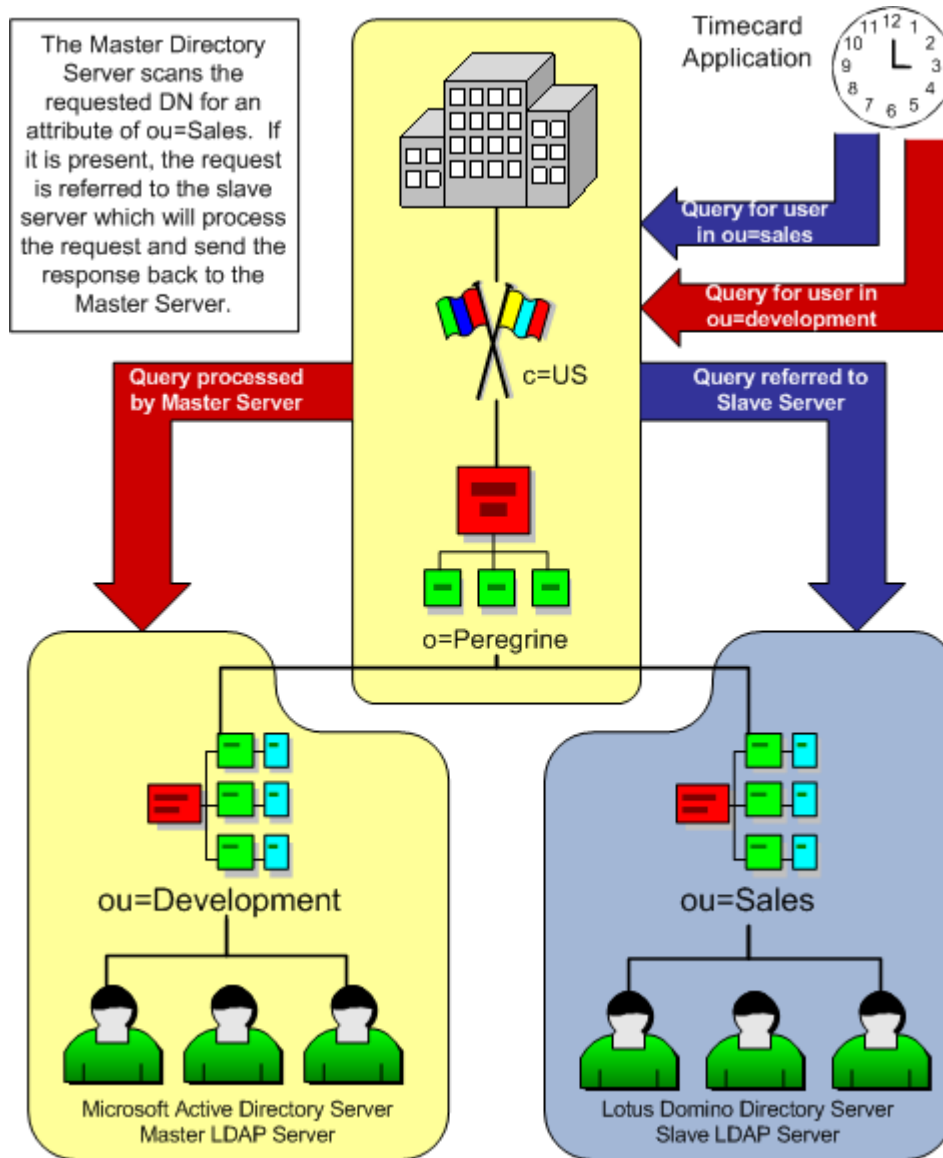 The Master Directory
Server scans the
requested DN for an
attribute of ou=Sales.  If
it is present, the request
is referred to the slave
server which will process
the request and send the
response back to the
Master Server.
Timecard
Application
12
1
2
3
4
5
6
7
8
9
10
11
Query for user
in ou=sales
Query for user in
ou=development
c=US
Query processed
by Master Server
Query referred to
Slave Server
o=Peregrine
ou=Development
ou=Sales
Microsoft Active Directory Server
Master LDAP Server
Lotus Domino Directory Server
Slave LDAP Server